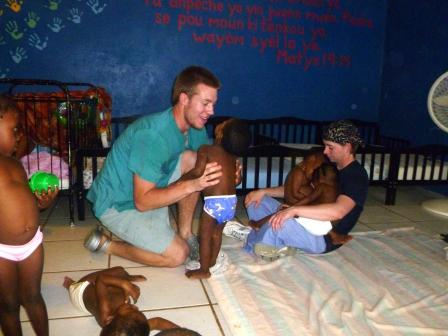 Pa anpeche yo vin jwenn mwen. Paske
se pou moun ki tankou yo
wayòm syèl la ye.
Matye 19:14